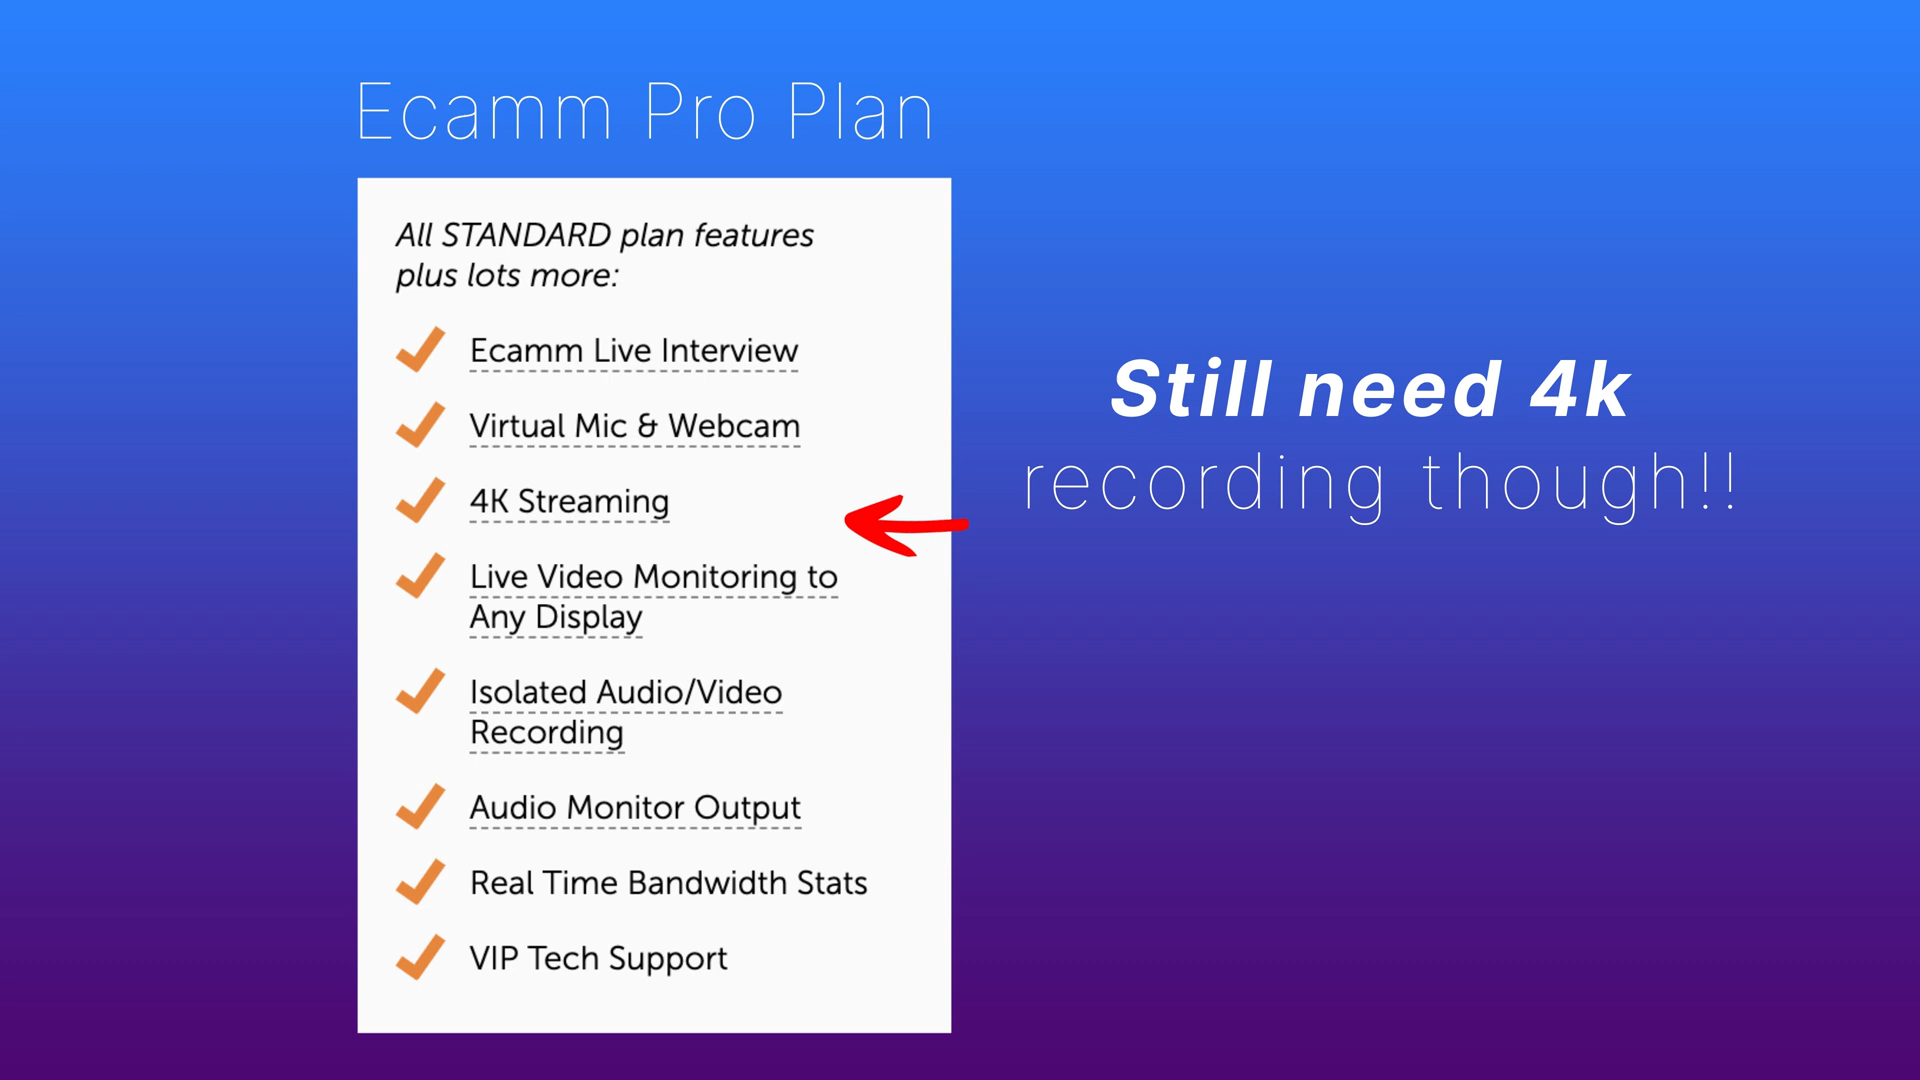 Ecamm Pro Plan
All STANDARD plan features
plus lots more:
Ecamm Live Interview
Virtual Mic & Webcam
4K Streaming
Live Video Monitoring to
Any Display
Isolated Audio/Video
Recording
Audio Monitor Output
Real Time Bandwidth Stats
VIP Tech Support
Still need 4k
recording though!!